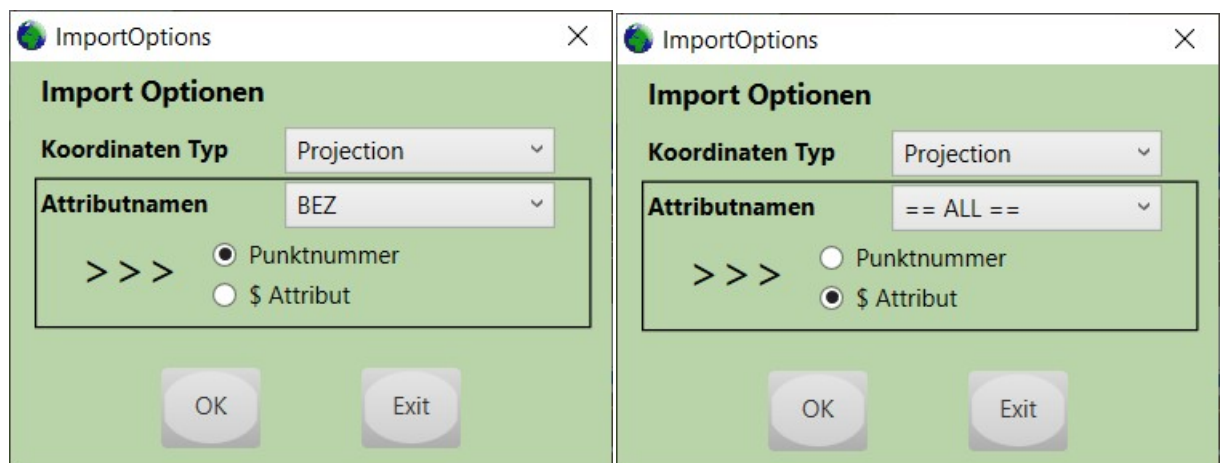 ImportOptions
Import Optionen
Koordinaten Typ Projection
Attributnamen BEZ
>>> Punktnummer
$ Attribut
OK Exit
ImportOptions
Import Optionen
Koordinaten Typ Projection
Attributnamen == ALL ==
>>> Punktnummer
$ Attribut
OK Exit